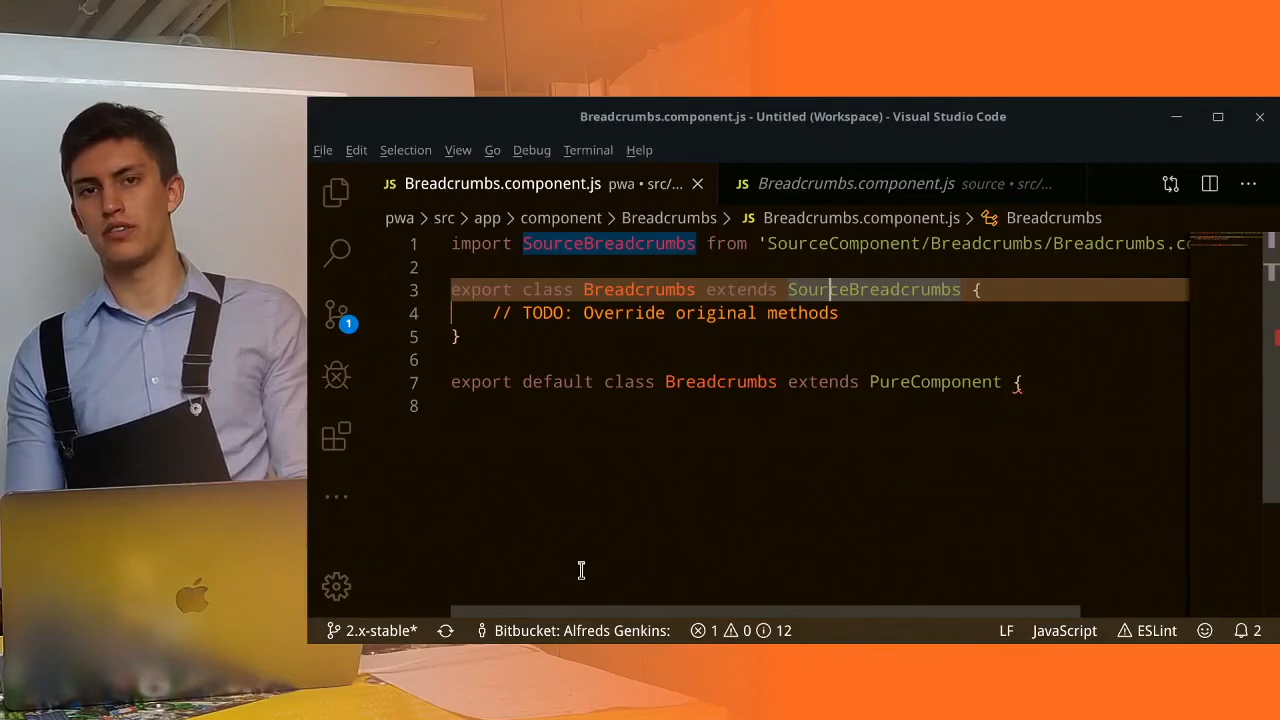 Breadcrumbs.component.js - Untitled (Workspace) - Visual Studio Code
File Edit Selection View Go Debug Terminal Help
JS Breadcrumbs.component.js pwa • src/...
JS Breadcrumbs.component.js source • src/...
pwa > src > app > component > Breadcrumbs > JS Breadcrumbs.component.js > Breadcrumbs
1 import SourceBreadcrumbs from 'SourceComponent/Breadcrumbs/Breadcrumbs.co
2
3 export class Breadcrumbs extends SourceBreadcrumbs {
4 // TODO: Override original methods
5 }
6
7 export default class Breadcrumbs extends PureComponent {
8
1
2.x-stable* Bitbucket: Alfreds Genkins: 1 0 12 LF JavaScript ESLint 2